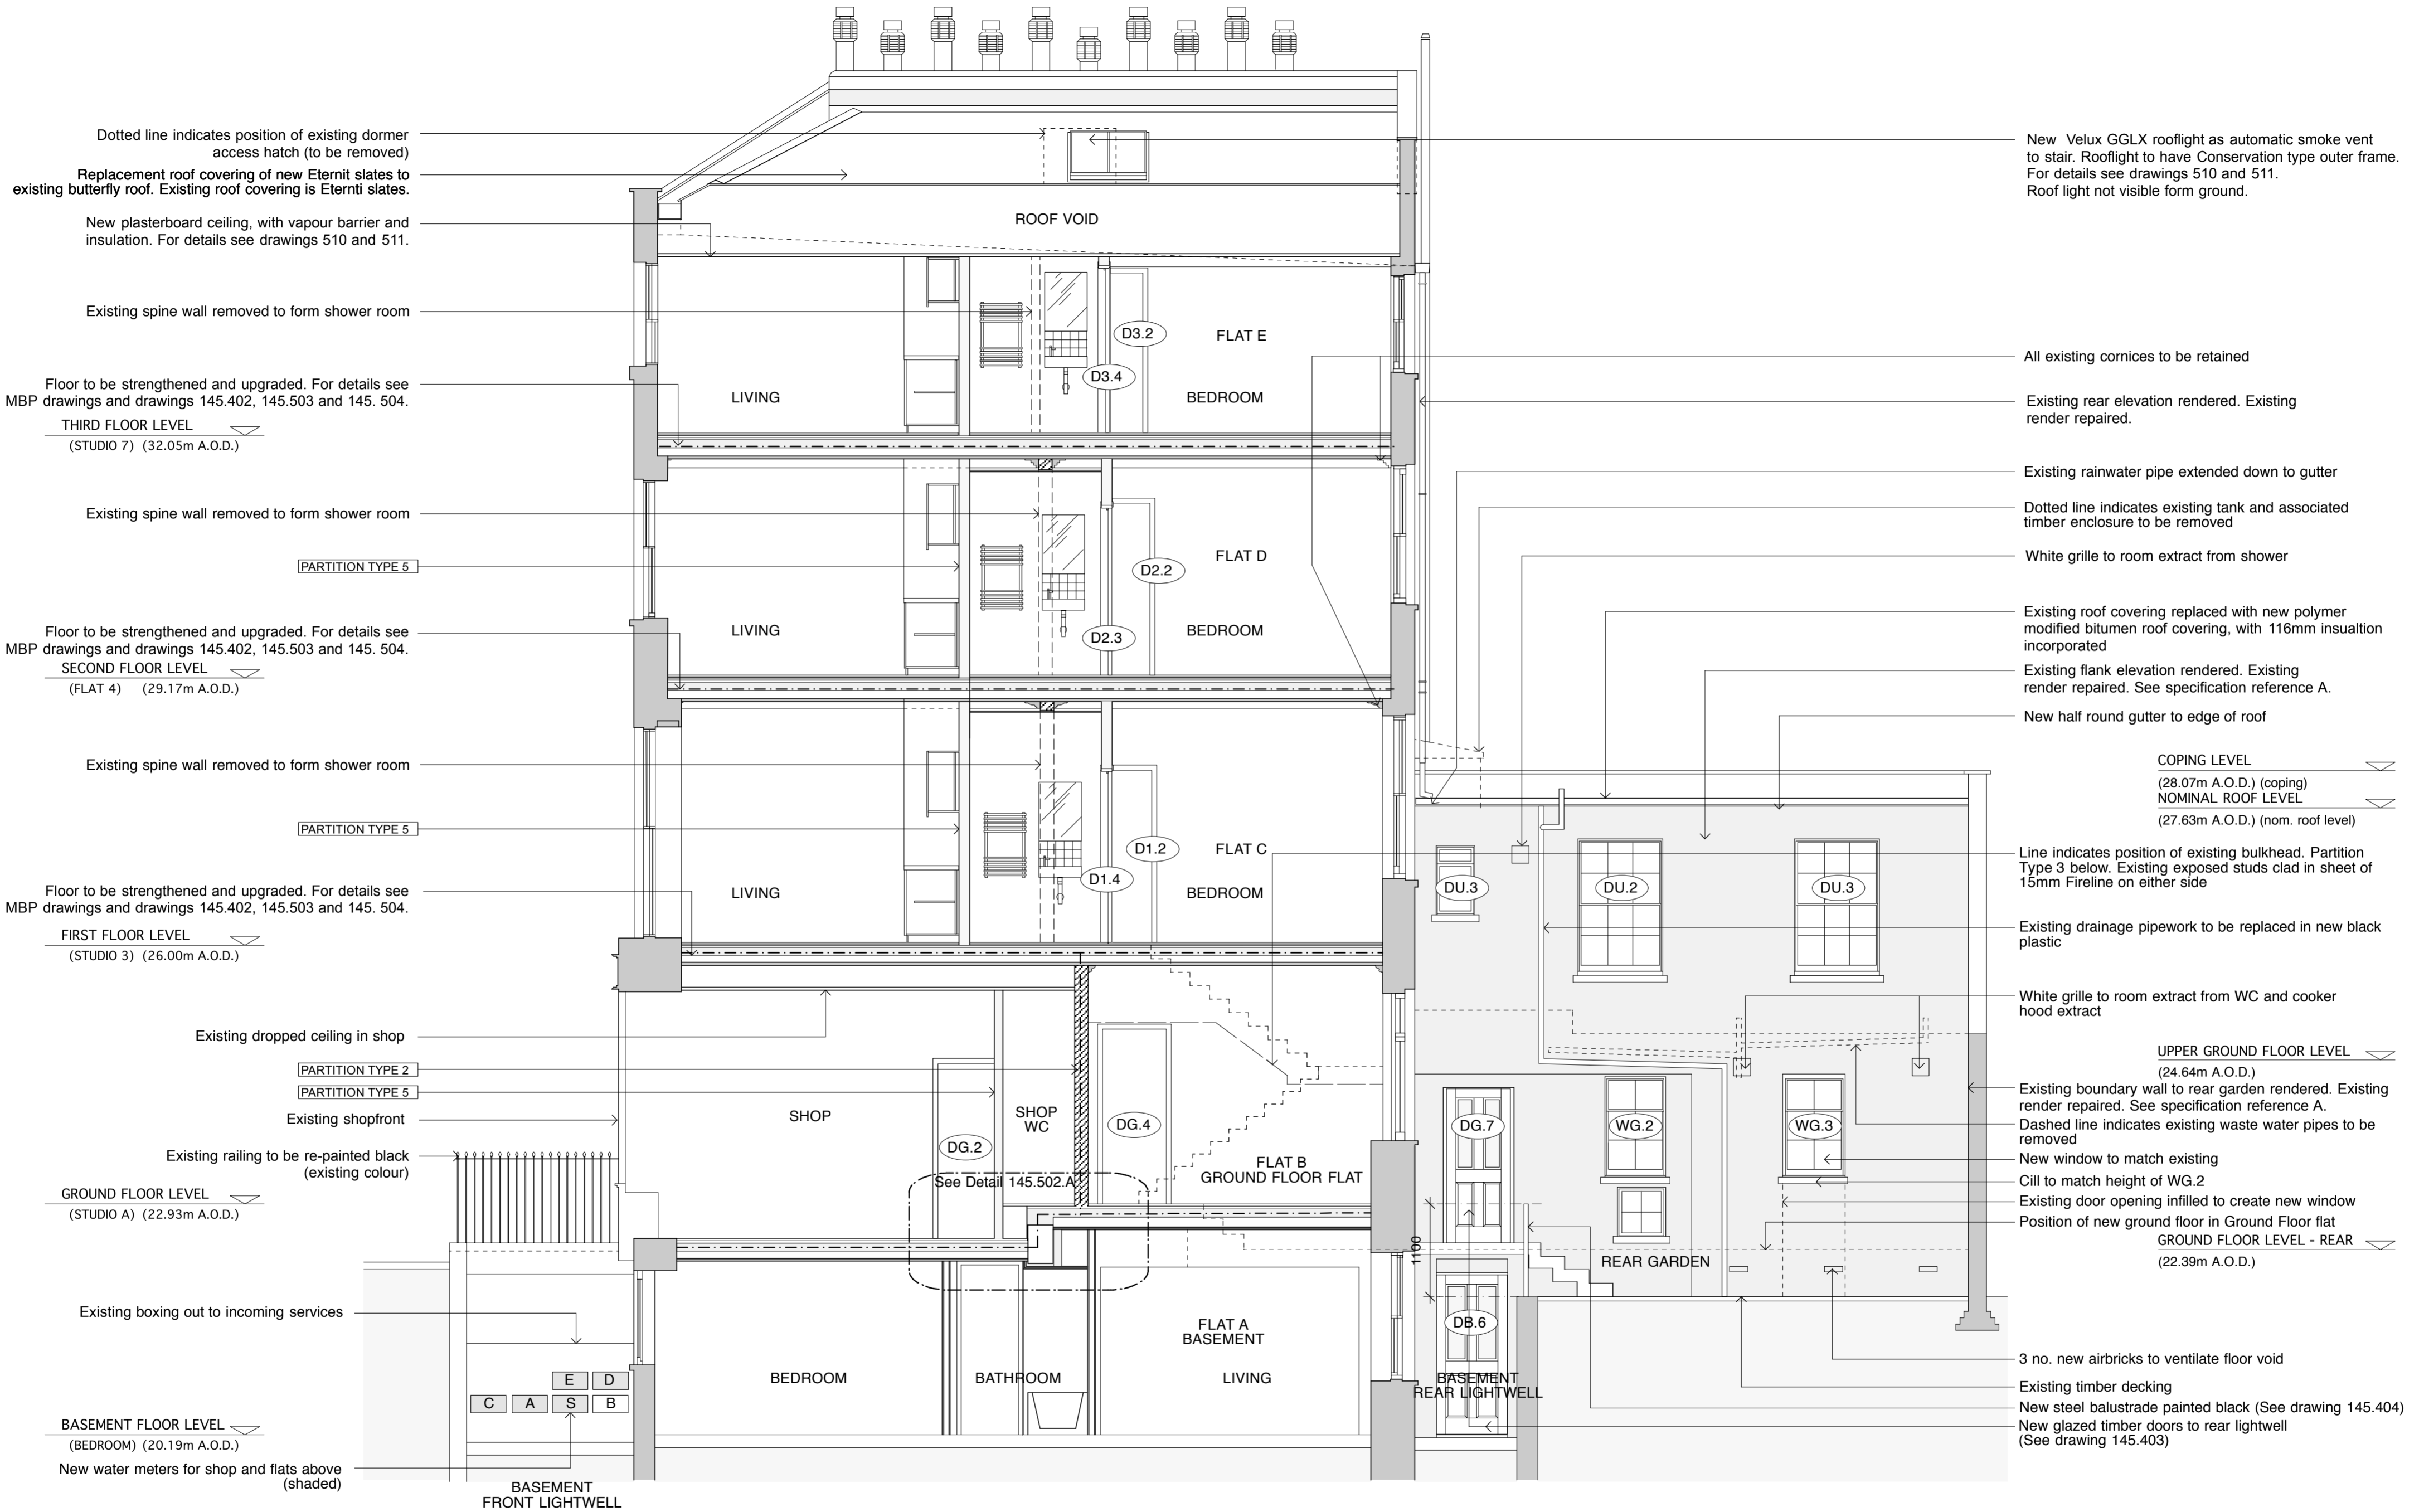 Dotted line indicates position of existing dormer
access hatch (to be removed)
Replacement roof covering of new Eternit slates to
existing butterfly roof. Existing roof covering is Eternti slates.
New plasterboard ceiling, with vapour barrier and
insulation. For details see drawings 510 and 511.
Existing spine wall removed to form shower room
Floor to be strengthened and upgraded. For details see
MBP drawings and drawings 145.402, 145.503 and 145. 504.
THIRD FLOOR LEVEL
(STUDIO 7) (32.05m A.O.D.)
Existing spine wall removed to form shower room
PARTITION TYPE 5
Floor to be strengthened and upgraded. For details see
MBP drawings and drawings 145.402, 145.503 and 145. 504.
SECOND FLOOR LEVEL
(FLAT 4) (29.17m A.O.D.)
Existing spine wall removed to form shower room
PARTITION TYPE 5
Floor to be strengthened and upgraded. For details see
MBP drawings and drawings 145.402, 145.503 and 145. 504.
FIRST FLOOR LEVEL
(STUDIO 3) (26.00m A.O.D.)
Existing dropped ceiling in shop
PARTITION TYPE 2
PARTITION TYPE 5
Existing shopfront
Existing railing to be re-painted black
(existing colour)
GROUND FLOOR LEVEL
(STUDIO A) (22.93m A.O.D.)
Existing boxing out to incoming services
E D
C A S B
BASEMENT FLOOR LEVEL
(BEDROOM) (20.19m A.O.D.)
New water meters for shop and flats above
(shaded)
BASEMENT
FRONT LIGHTWELL
ROOF VOID
D3.2
FLAT E
D3.4
LIVING
BEDROOM
FLAT D
D2.2
LIVING
D2.3
BEDROOM
D1.2
FLAT C
D1.4
LIVING
BEDROOM
SHOP
SHOP
WC
DG.2
DG.4
See Detail 145.502.A
FLAT B
GROUND FLOOR FLAT
FLAT A
BASEMENT
BEDROOM
BATHROOM
LIVING
1100
DU.3
DU.2
DU.3
DG.7
WG.2
WG.3
REAR GARDEN
DB.6
BASEMENT
REAR LIGHTWELL
New Velux GGLX rooflight as automatic smoke vent
to stair. Rooflight to have Conservation type outer frame.
For details see drawings 510 and 511.
Roof light not visible form ground.
All existing cornices to be retained
Existing rear elevation rendered. Existing
render repaired.
Existing rainwater pipe extended down to gutter
Dotted line indicates existing tank and associated
timber enclosure to be removed
White grille to room extract from shower
Existing roof covering replaced with new polymer
modified bitumen roof covering, with 116mm insualtion
incorporated
Existing flank elevation rendered. Existing
render repaired. See specification reference A.
New half round gutter to edge of roof
COPING LEVEL
(28.07m A.O.D.) (coping)
NOMINAL ROOF LEVEL
(27.63m A.O.D.) (nom. roof level)
Line indicates position of existing bulkhead. Partition
Type 3 below. Existing exposed studs clad in sheet of
15mm Fireline on either side
Existing drainage pipework to be replaced in new black
plastic
White grille to room extract from WC and cooker
hood extract
UPPER GROUND FLOOR LEVEL
(24.64m A.O.D.)
Existing boundary wall to rear garden rendered. Existing
render repaired. See specification reference A.
Dashed line indicates existing waste water pipes to be
removed
New window to match existing
Cill to match height of WG.2
Existing door opening infilled to create new window
Position of new ground floor in Ground Floor flat
GROUND FLOOR LEVEL - REAR
(22.39m A.O.D.)
3 no. new airbricks to ventilate floor void
Existing timber decking
New steel balustrade painted black (See drawing 145.404)
New glazed timber doors to rear lightwell
(See drawing 145.403)